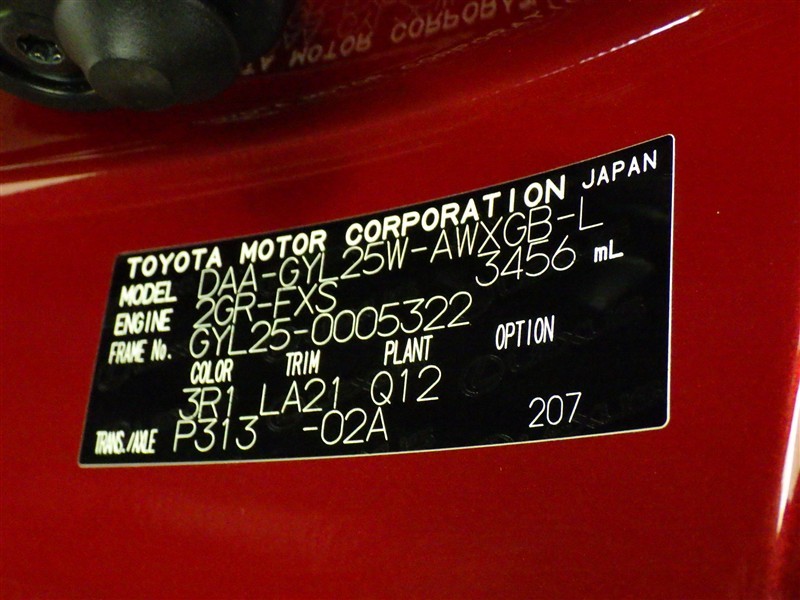 TOYOTA MOTOR CORPORATION JAPAN
MODEL DAA-GYL25W-AWXGB-L
ENGINE 2GR-FXS 3456 mL
FRAME No. GYL25-0005322
COLOR TRIM PLANT OPTION
3R1 LA21 Q12
TRANS./AXLE P313 -02A 207